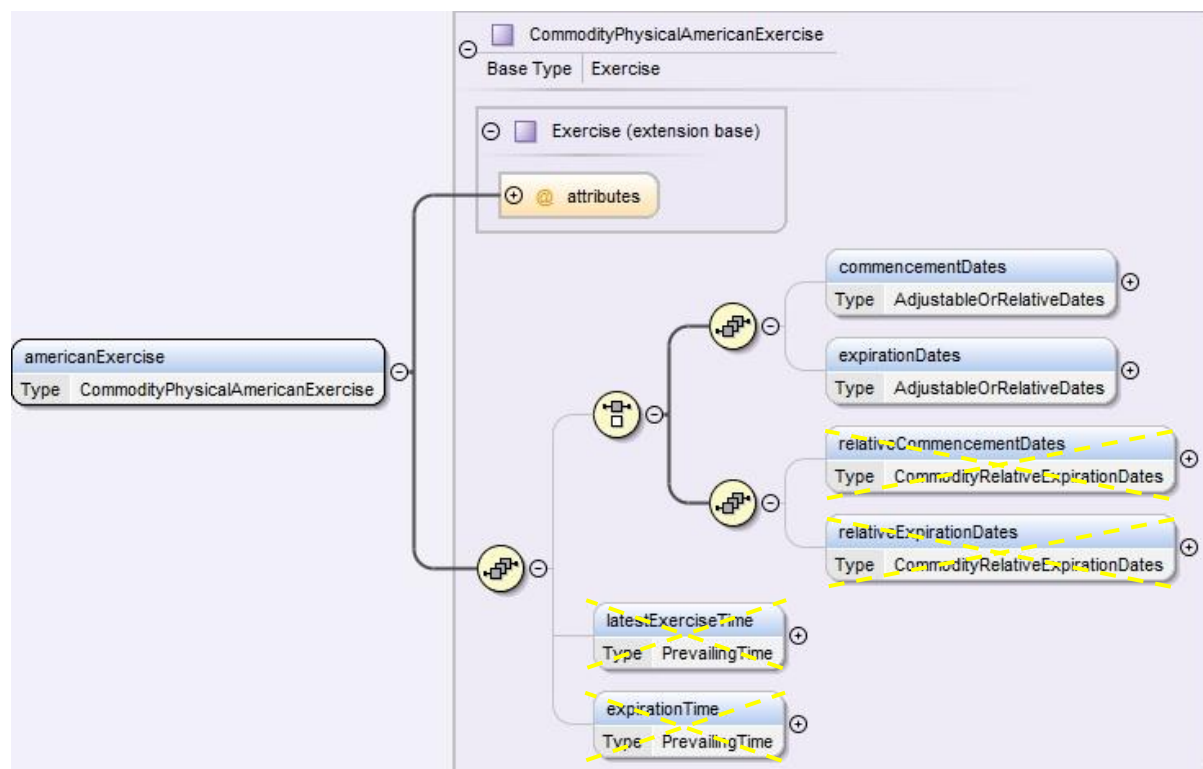 CommodityPhysicalAmericanExercise
Base Type Exercise
Exercise (extension base)
@ attributes
commencementDates
Type AdjustableOrRelativeDates
expirationDates
Type AdjustableOrRelativeDates
americanExercise
Type CommodityPhysicalAmericanExercise
relativeCommencementDates
Type CommodityRelativeExpirationDates
relativeExpirationDates
Type CommodityRelativeExpirationDates
latestExerciseTime
Type PrevailingTime
expirationTime
Type PrevailingTime